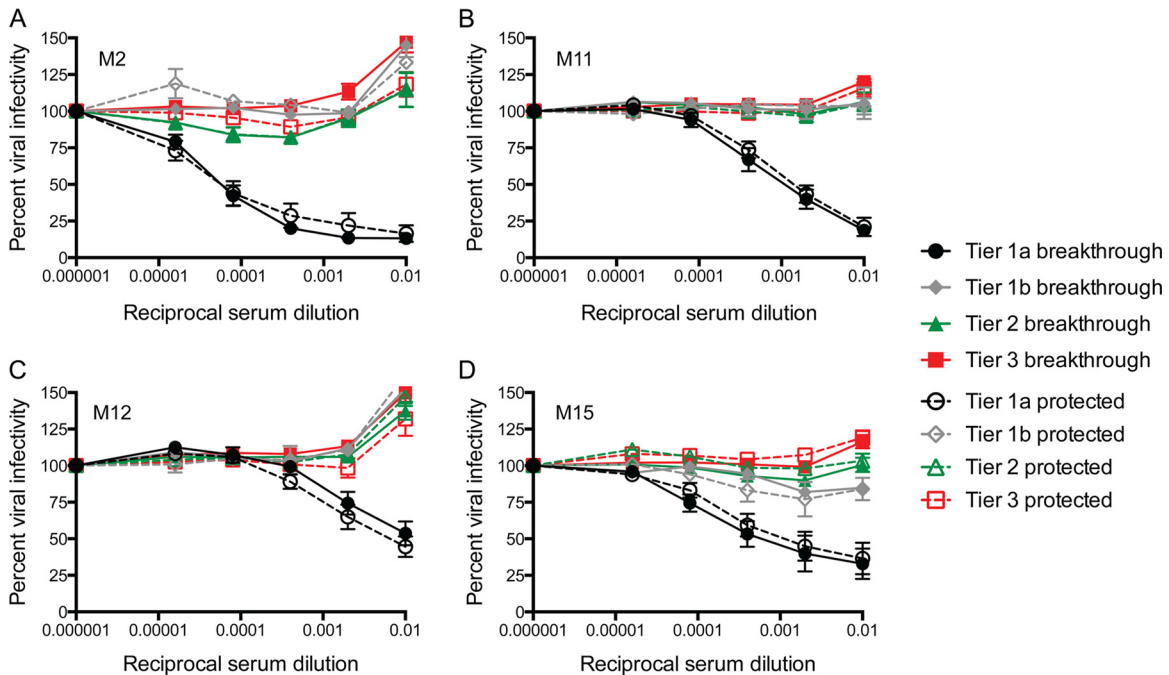 A
M2
Percent viral infectivity
150
125
100
75
50
25
0
0.000001 0.00001 0.0001 0.001 0.01
Reciprocal serum dilution
B
M11
Percent viral infectivity
150
125
100
75
50
25
0
0.000001 0.00001 0.0001 0.001 0.01
Reciprocal serum dilution
C
M12
Percent viral infectivity
150
125
100
75
50
25
0
0.000001 0.00001 0.0001 0.001 0.01
Reciprocal serum dilution
D
M15
Percent viral infectivity
150
125
100
75
50
25
0
0.000001 0.00001 0.0001 0.001 0.01
Reciprocal serum dilution
Tier 1a breakthrough
Tier 1b breakthrough
Tier 2 breakthrough
Tier 3 breakthrough
Tier 1a protected
Tier 1b protected
Tier 2 protected
Tier 3 protected